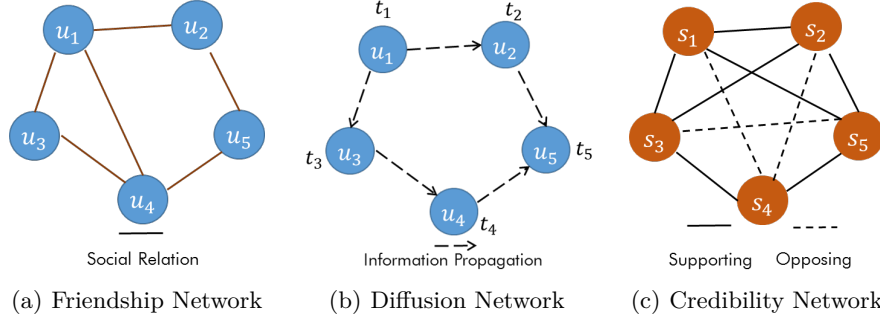 u1
u2
u3
u4
u5
Social Relation
(a) Friendship Network
t1
t2
u1
u2
t3
u3
u5
t5
u4
t4
Information Propagation
(b) Diffusion Network
s1
s2
s3
s5
s4
Supporting Opposing
(c) Credibility Network